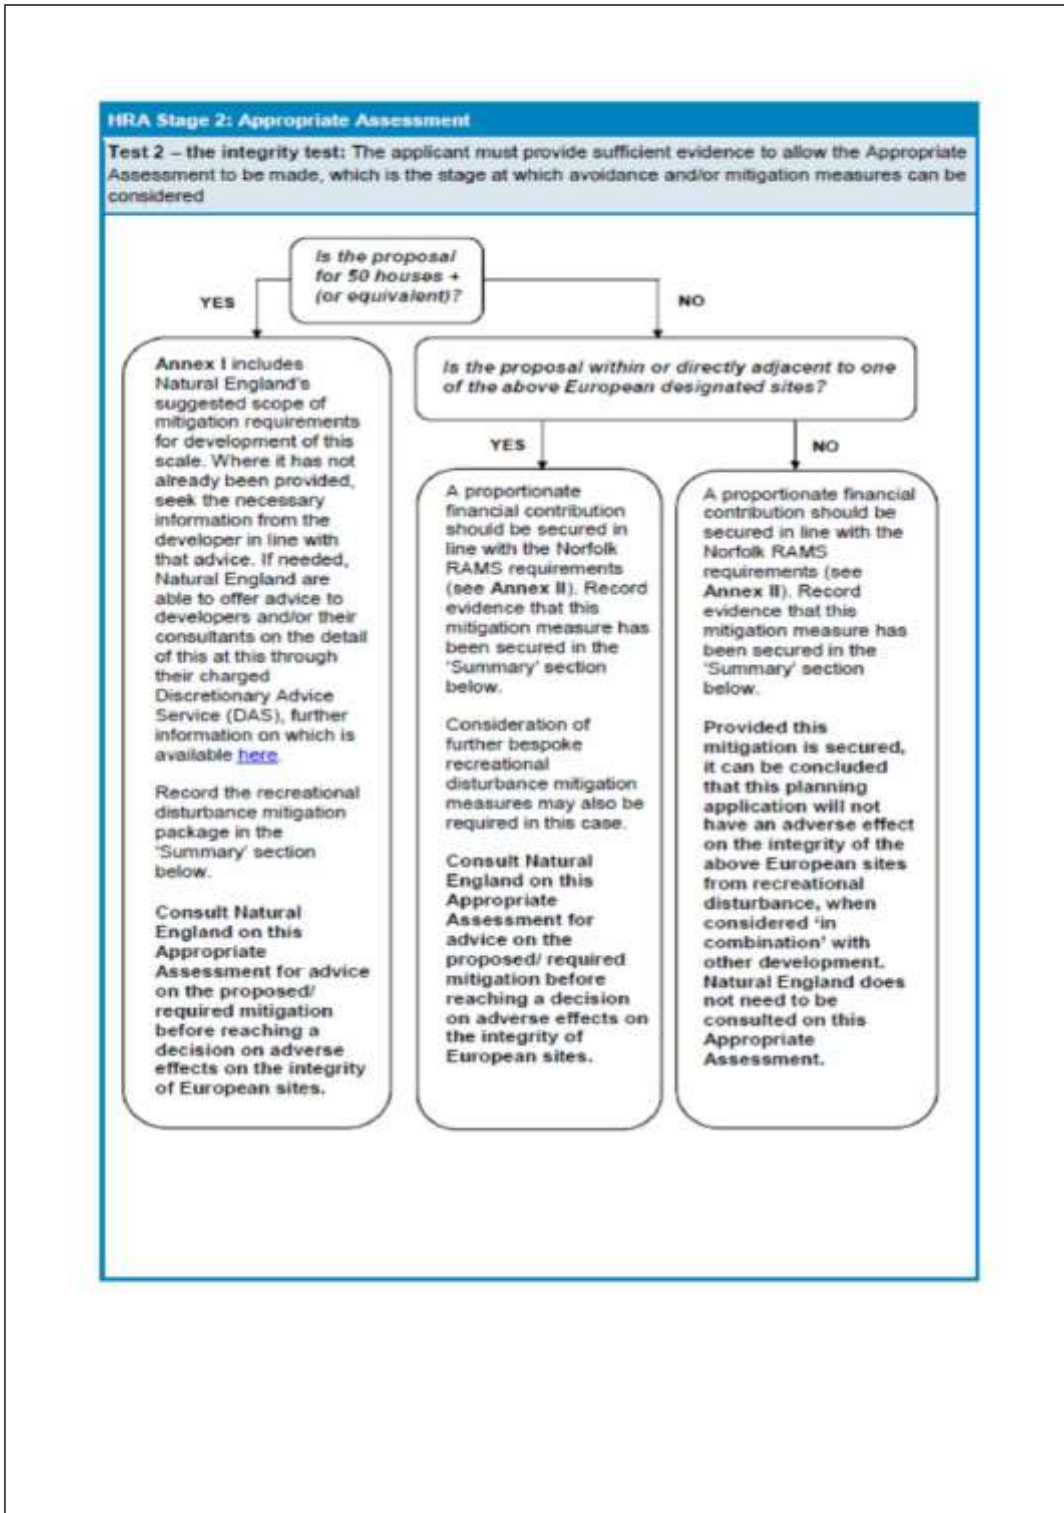 HRA Stage 2: Appropriate Assessment
Test 2 – the integrity test: The applicant must provide sufficient evidence to allow the Appropriate
Assessment to be made, which is the stage at which avoidance and/or mitigation measures can be
considered
Is the proposal
for 50 houses +
(or equivalent)?
YES
NO
Annex I includes
Natural England's
suggested scope of
mitigation requirements
for development of this
scale. Where it has not
already been provided,
seek the necessary
information from the
developer in line with
that advice. If needed,
Natural England are
able to offer advice to
developers and/or their
consultants on the detail
of this at this through
their charged
Discretionary Advice
Service (DAS), further
information on which is
available here.
Record the recreational
disturbance mitigation
package in the
'Summary' section
below.
Consult Natural
England on this
Appropriate
Assessment for advice
on the proposed/
required mitigation
before reaching a
decision on adverse
effects on the integrity
of European sites.
Is the proposal within or directly adjacent to one
of the above European designated sites?
YES
NO
A proportionate
financial contribution
should be secured in
line with the Norfolk
RAMS requirements
(see Annex II). Record
evidence that this
mitigation measure has
been secured in the
'Summary' section
below.
Consideration of
further bespoke
recreational
disturbance mitigation
measures may also be
required in this case.
Consult Natural
England on this
Appropriate
Assessment for
advice on the
proposed/ required
mitigation before
reaching a decision
on adverse effects on
the integrity of
European sites.
A proportionate financial
contribution should be
secured in line with the
Norfolk RAMS
requirements (see
Annex II). Record
evidence that this
mitigation measure has
been secured in the
'Summary' section
below.
Provided this
mitigation is secured,
it can be concluded
that this planning
application will not
have an adverse effect
on the integrity of the
above European sites
from recreational
disturbance, when
considered 'in
combination' with
other development.
Natural England does
not need to be
consulted on this
Appropriate
Assessment.